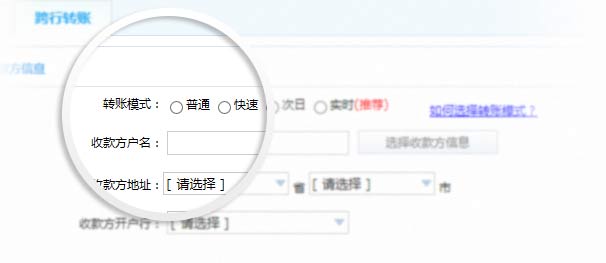 跨行转账
款方信息
转账模式： 普通 快速 次日 实时(推荐) 如何选择转账模式？
收款方户名： 选择收款方信息
收款方地址： [ 请选择 ] 省 [ 请选择 ] 市
收款方开户行： [ 请选择 ]